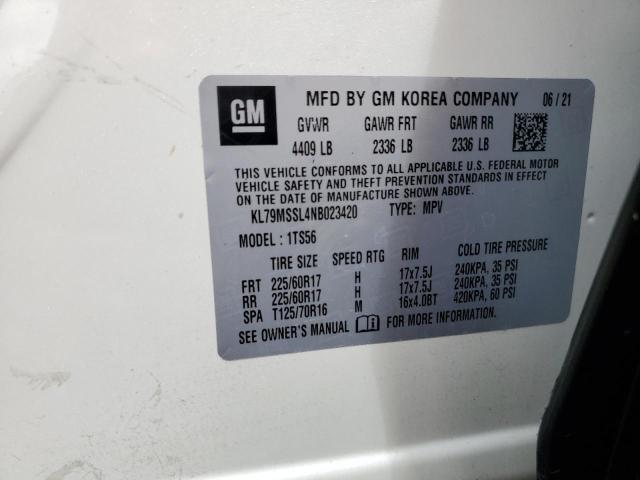 GM MFD BY GM KOREA COMPANY 06/21
GVWR GAWR FRT GAWR RR
4409 LB 2336 LB 2336 LB
THIS VEHICLE CONFORMS TO ALL APPLICABLE U.S. FEDERAL MOTOR
VEHICLE SAFETY AND THEFT PREVENTION STANDARDS IN EFFECT
ON THE DATE OF MANUFACTURE SHOWN ABOVE.
KL79MSSL4NB023420 TYPE: MPV
MODEL: 1TS56
TIRE SIZE SPEED RTG RIM COLD TIRE PRESSURE
FRT 225/60R17 H 17x7.5J 240KPA, 35 PSI
RR 225/60R17 H 17x7.5J 240KPA, 35 PSI
SPA T125/70R16 M 16x4.0BT 420KPA, 60 PSI
SEE OWNER'S MANUAL FOR MORE INFORMATION.